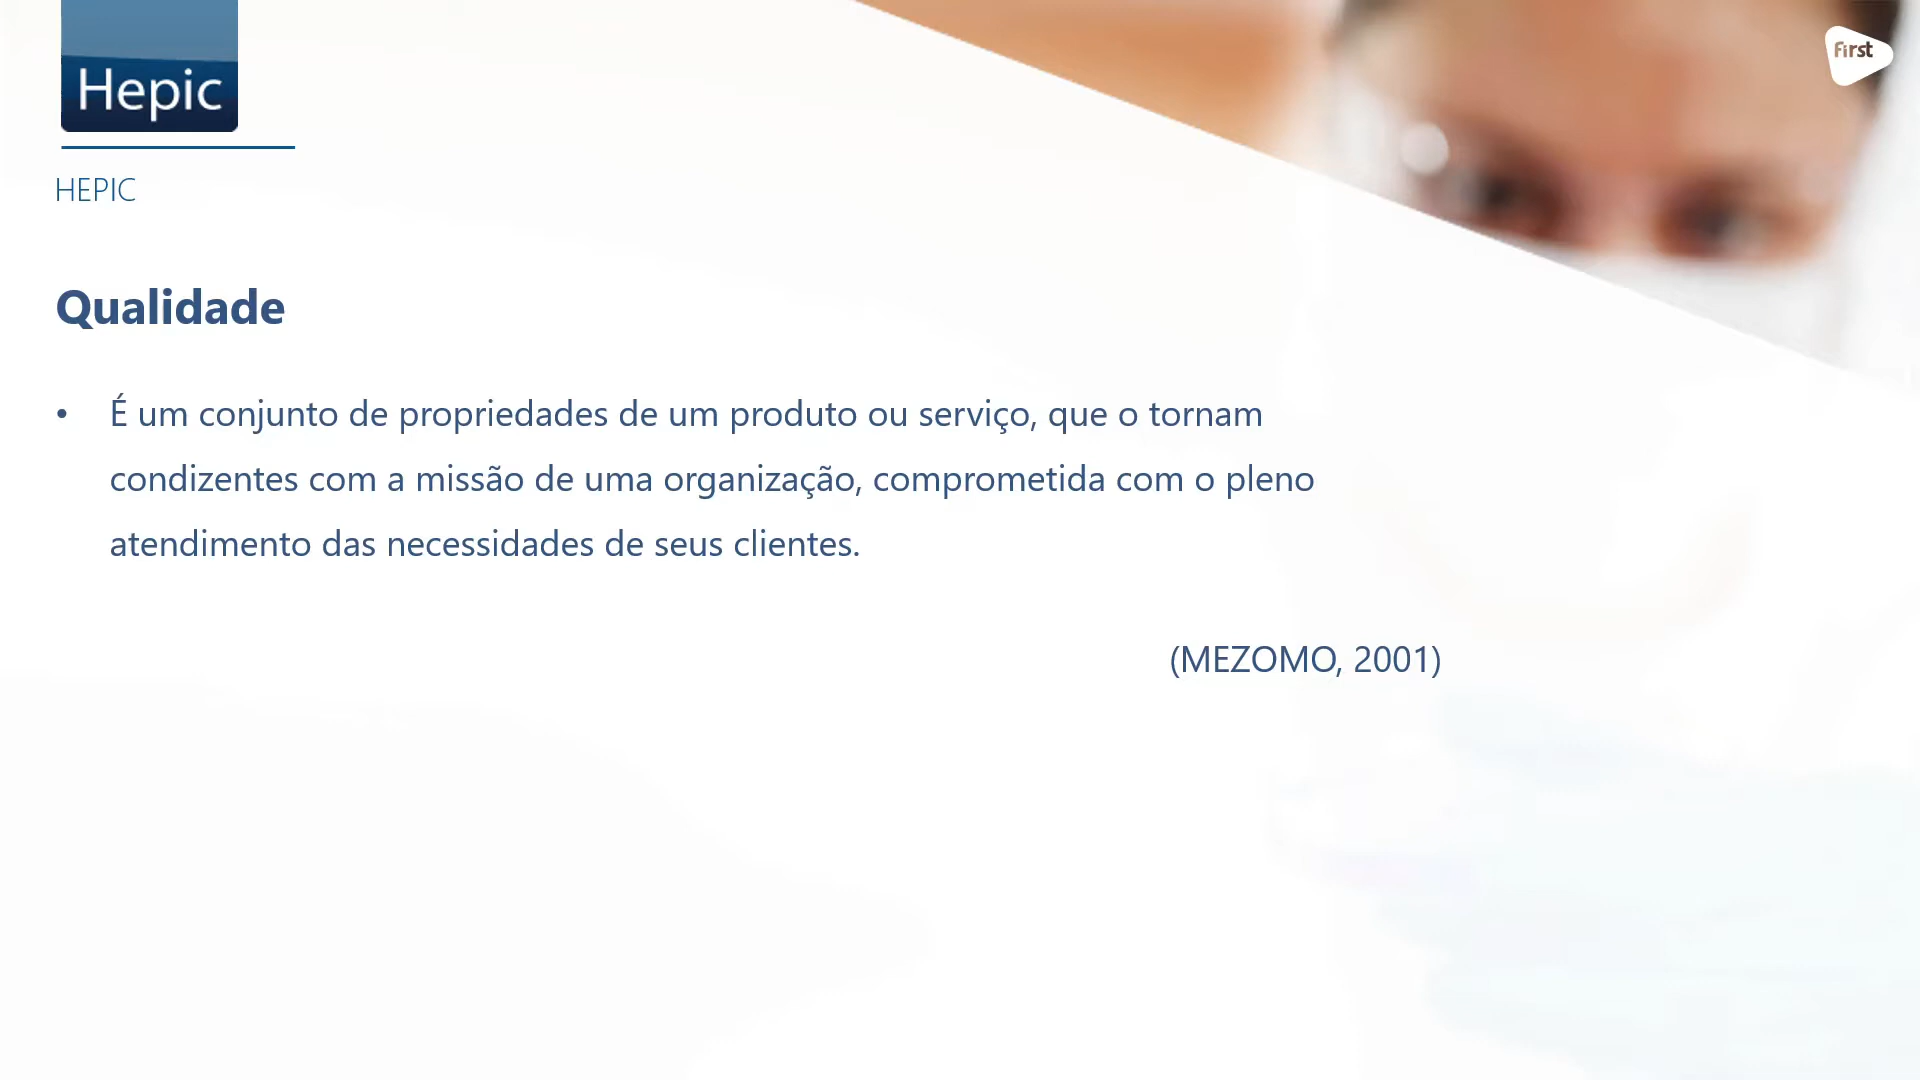 Hepic
First
HEPIC
Qualidade
• É um conjunto de propriedades de um produto ou serviço, que o tornam
condizentes com a missão de uma organização, comprometida com o pleno
atendimento das necessidades de seus clientes.
(MEZOMO, 2001)